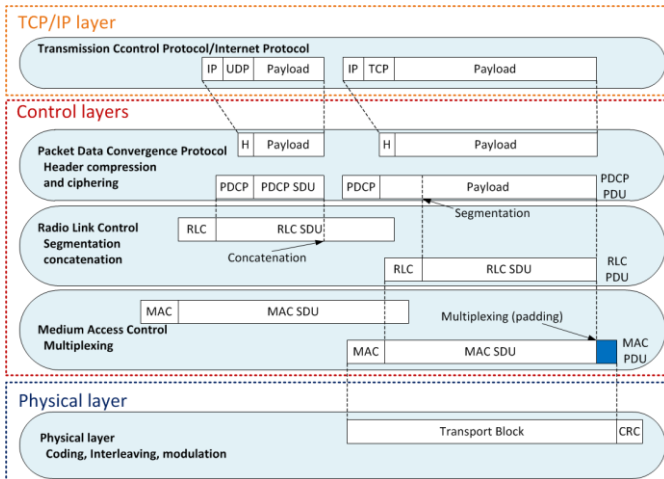 TCP/IP layer
Transmission Ccontrol Protocol/Internet Protocol
IP UDP Payload IP TCP Payload
Control layers
Packet Data Convergence Protocol
Header compression
and ciphering
H Payload H Payload
PDCP PDCP SDU PDCP Payload PDCP
PDU
Segmentation
Radio Link Control
Segmentation
concatenation
RLC RLC SDU
Concatenation
RLC RLC SDU RLC
PDU
MAC MAC SDU
Medium Access Control
Multiplexing
Multiplexing (padding)
MAC MAC SDU MAC
PDU
Physical layer
Physical layer
Coding, Interleaving, modulation
Transport Block CRC